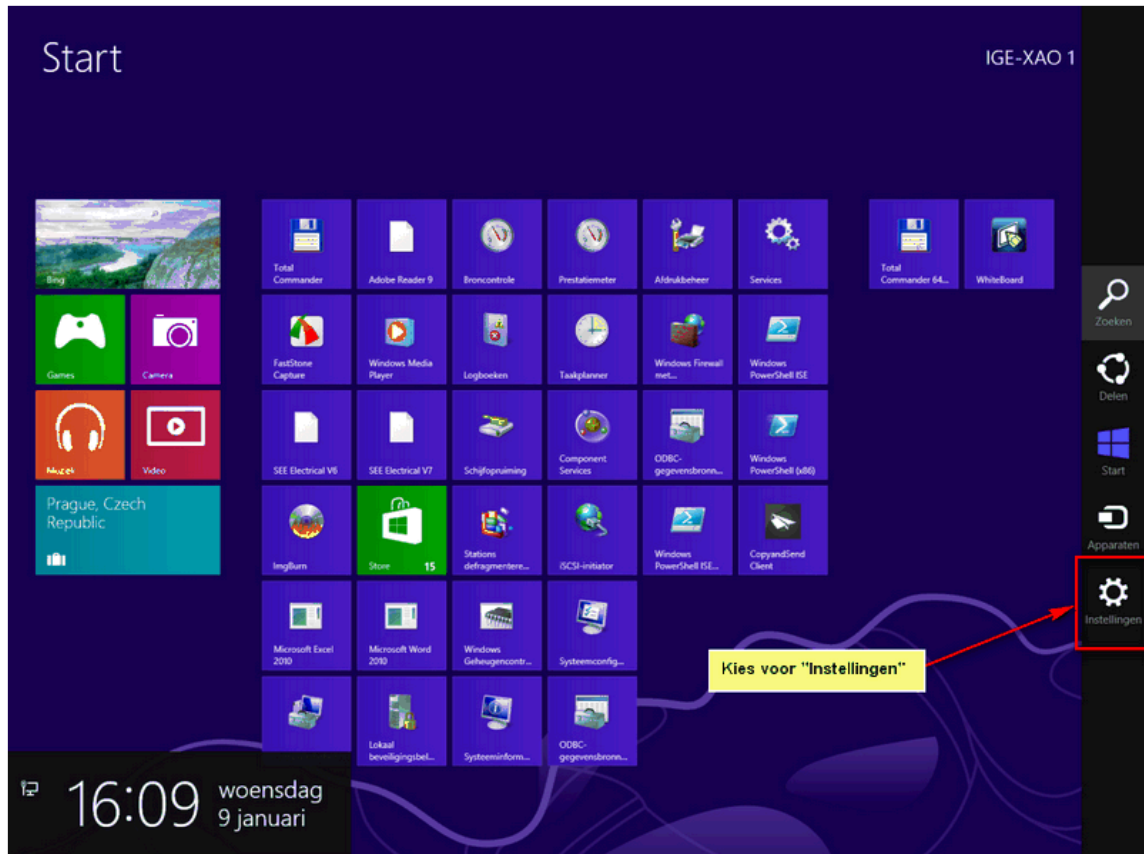 Start
IGE-XAO 1
Bing
Games
Camera
Muziek
Video
Prague, Czech
Republic
Total
Commander
Adobe Reader 9
Broncontrole
Prestatiemeter
Afdrukbeheer
Services
FastStone
Capture
Windows Media
Player
Logboeken
Taakplanner
Windows Firewall
met...
Windows
PowerShell ISE
SEE Electrical V6
SEE Electrical V7
Schijfopruiming
Component
Services
ODBC-
gegevensbronn...
Windows
PowerShell (x86)
ImgBurn
Store
15
Stations
defragmentere...
iSCSI-initiator
Windows
PowerShell ISE...
CopyandSend
Client
Microsoft Excel
2010
Microsoft Word
2010
Windows
Geheugencontr...
Systeemconfig...
Lokaal
beveiligingsbel...
Systeeminform...
ODBC-
gegevensbronn...
Total
Commander 64...
WhiteBoard
Zoeken
Delen
Start
Apparaten
Instellingen
Kies voor "Instellingen"
16:09
woensdag
9 januari